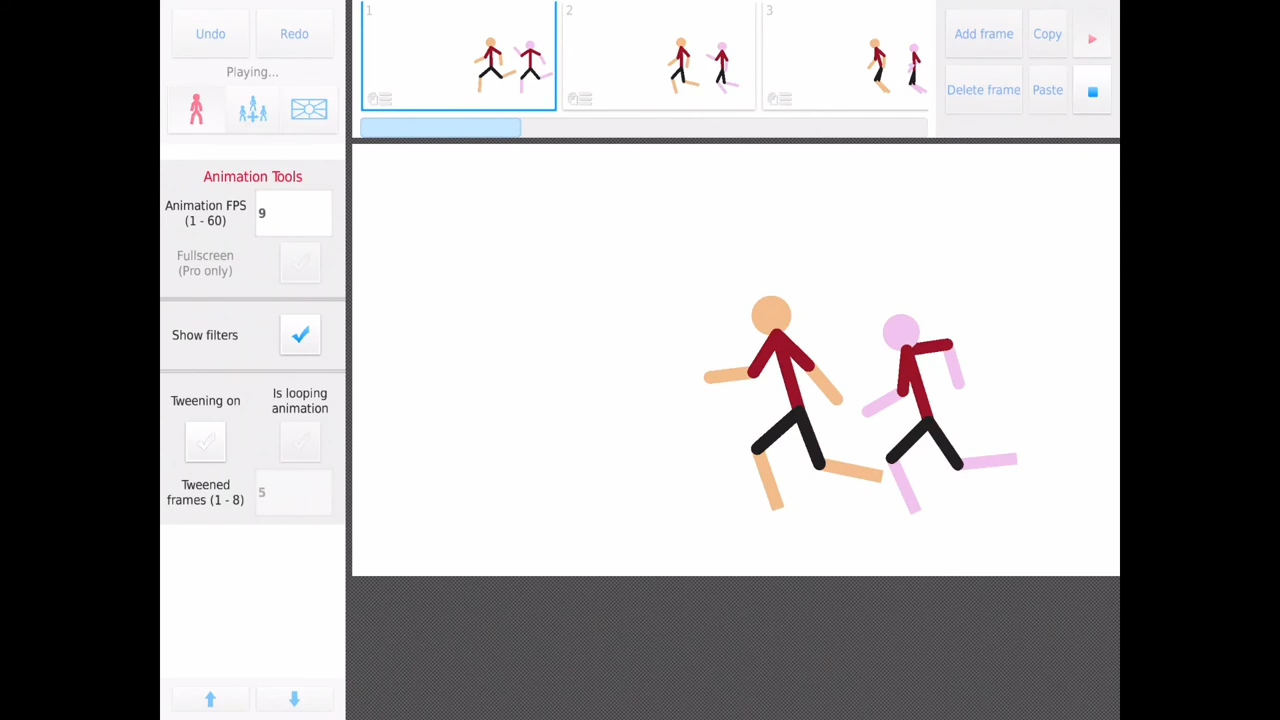 Undo
Redo
Playing...
1
2
3
Add frame
Copy
Delete frame
Paste
Animation Tools
Animation FPS
(1 - 60)
9
Fullscreen
(Pro only)
Show filters
Tweening on
Is looping
animation
Tweened
frames (1 - 8)
5